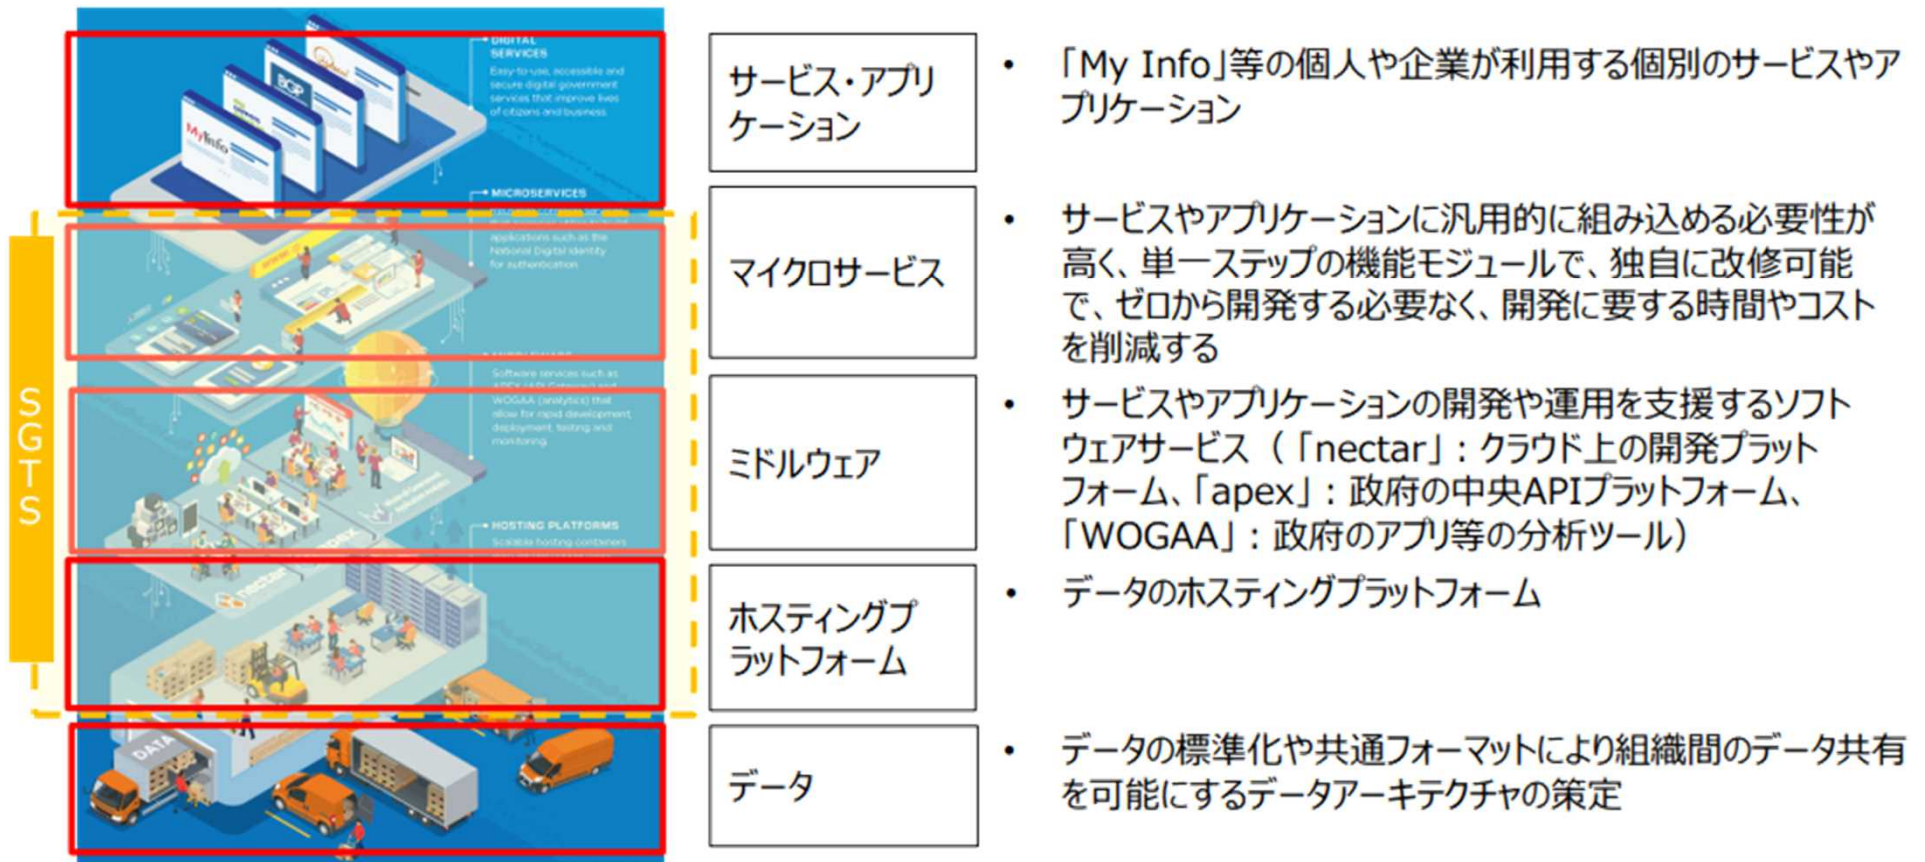 DIGITAL
SERVICES
Easy-to-use, accessible and
secure digital government
services that improve lives
of citizens and business.
BGP
MyInfo
MICROSERVICES
applications such as the
National Digital Identity
for authentication
Software services such as
APEX (API Gateway) and
WOGAA (analytics) that
allow for rapid development,
deployment, testing and
monitoring.
HOSTING PLATFORMS
Scalable hosting containers
nectar
DATA
SGTS
サービス・アプリ
ケーション
• 「My Info」等の個人や企業が利用する個別のサービスやア
プリケーション
マイクロサービス
• サービスやアプリケーションに汎用的に組み込める必要性が
高く、単一ステップの機能モジュールで、独自に改修可能
で、ゼロから開発する必要なく、開発に要する時間やコスト
を削減する
ミドルウェア
• サービスやアプリケーションの開発や運用を支援するソフト
ウェアサービス（「nectar」：クラウド上の開発プラット
フォーム、「apex」：政府の中央APIプラットフォーム、
「WOGAA」：政府のアプリ等の分析ツール）
ホスティングプ
ラットフォーム
• データのホスティングプラットフォーム
データ
• データの標準化や共通フォーマットにより組織間のデータ共有
を可能にするデータアーキテクチャの策定